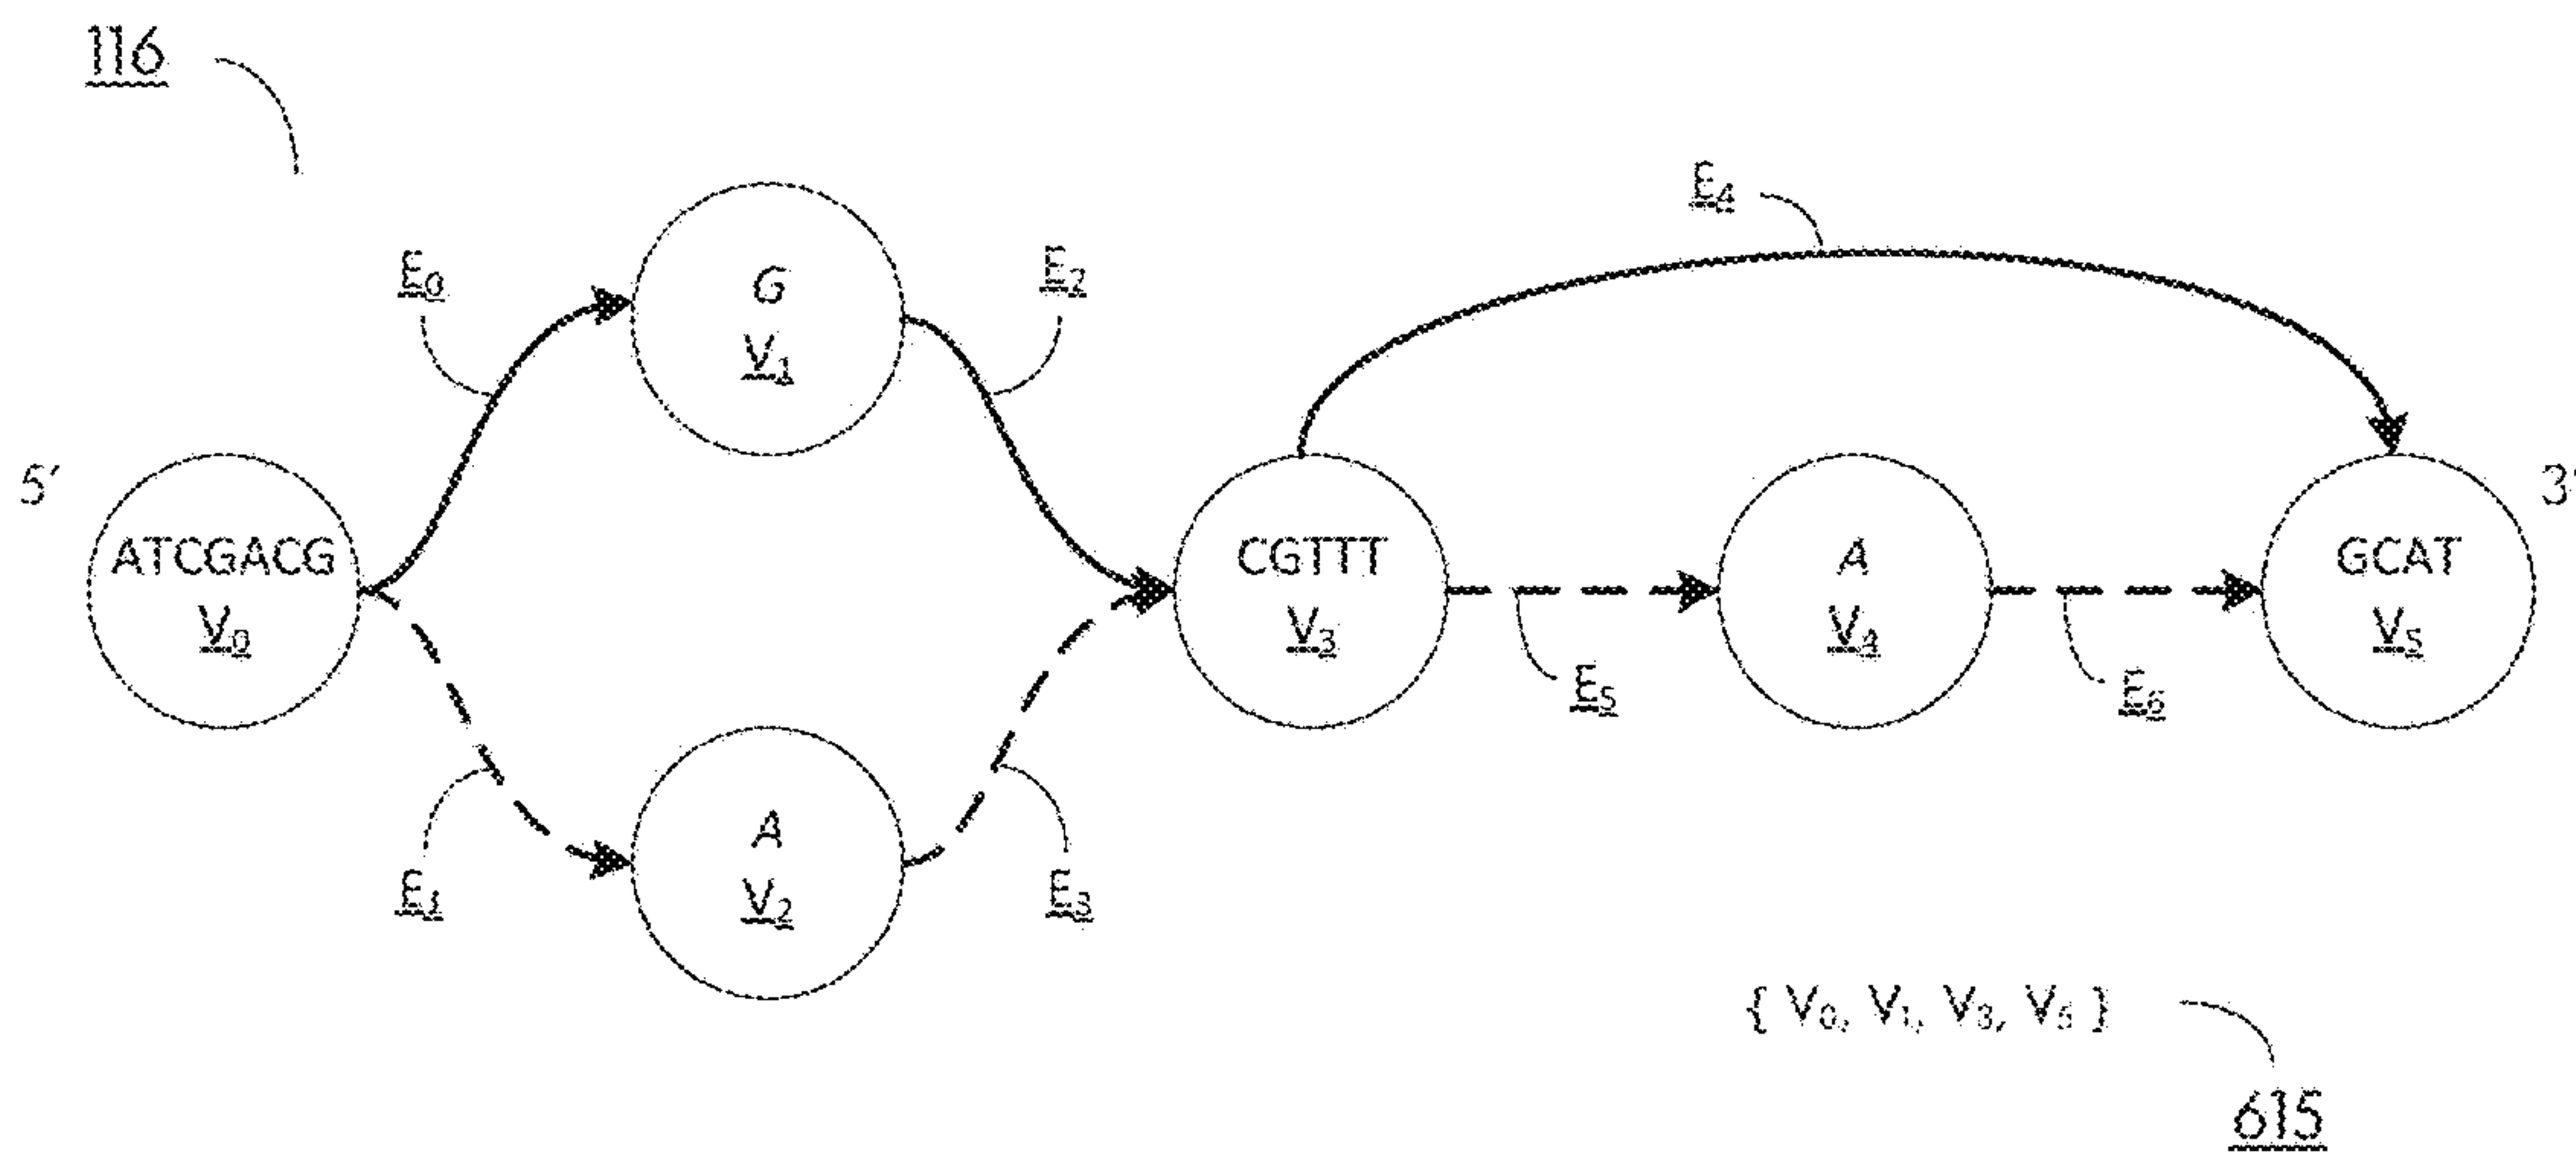 116
E₄
E₀
G
V₁
E₂
5′
ATCGACG
V₀
CGTTT
V₃
A
V₄
GCAT
V₅
3′
E₅
E₆
A
V₂
E₁
E₃
{ V₀, V₁, V₃, V₅ }
615